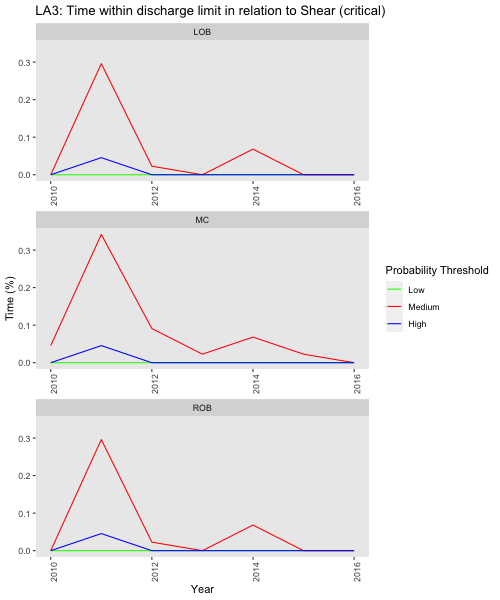 LA3: Time within discharge limit in relation to Shear (critical)
LOB
0.3
0.2
0.1
0.0
2010
2012
2014
2016
MC
0.3
0.2
0.1
0.0
2010
2012
2014
2016
Time (%)
ROB
0.3
0.2
0.1
0.0
2010
2012
2014
2016
Year
Probability Threshold
Low
Medium
High